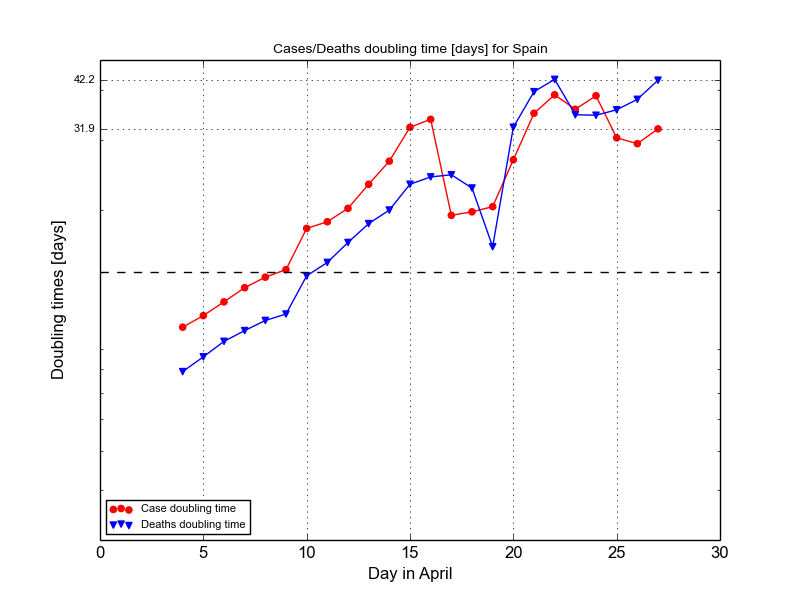 Cases/Deaths doubling time [days] for Spain
42.2
31.9
Doubling times [days]
Case doubling time
Deaths doubling time
0 5 10 15 20 25 30
Day in April